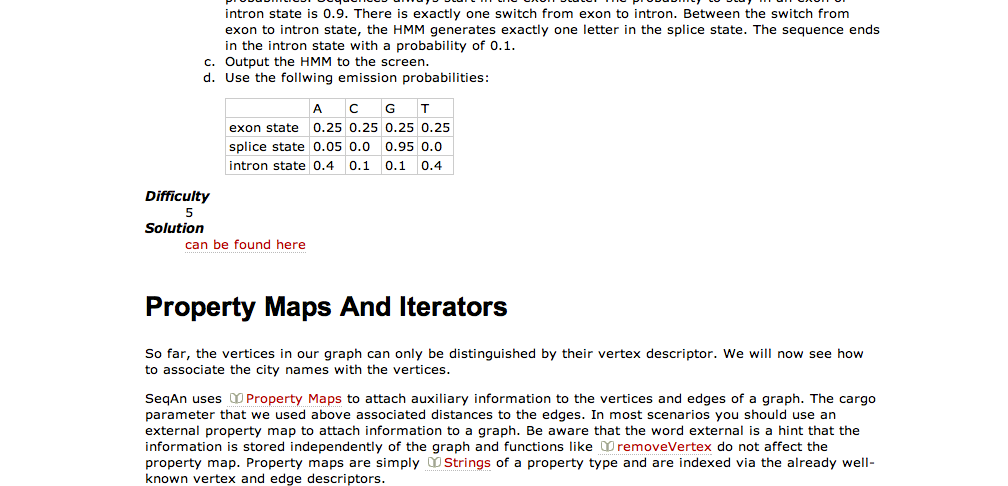 intron state is 0.9. There is exactly one switch from exon to intron. Between the switch from
exon to intron state, the HMM generates exactly one letter in the splice state. The sequence ends
in the intron state with a probability of 0.1.
c. Output the HMM to the screen.
d. Use the follwing emission probabilities:
A C G T
exon state 0.25 0.25 0.25 0.25
splice state 0.05 0.0 0.95 0.0
intron state 0.4 0.1 0.1 0.4
Difficulty
5
Solution
can be found here
Property Maps And Iterators
So far, the vertices in our graph can only be distinguished by their vertex descriptor. We will now see how
to associate the city names with the vertices.
SeqAn uses Property Maps to attach auxiliary information to the vertices and edges of a graph. The cargo
parameter that we used above associated distances to the edges. In most scenarios you should use an
external property map to attach information to a graph. Be aware that the word external is a hint that the
information is stored independently of the graph and functions like removeVertex do not affect the
property map. Property maps are simply Strings of a property type and are indexed via the already well-
known vertex and edge descriptors.